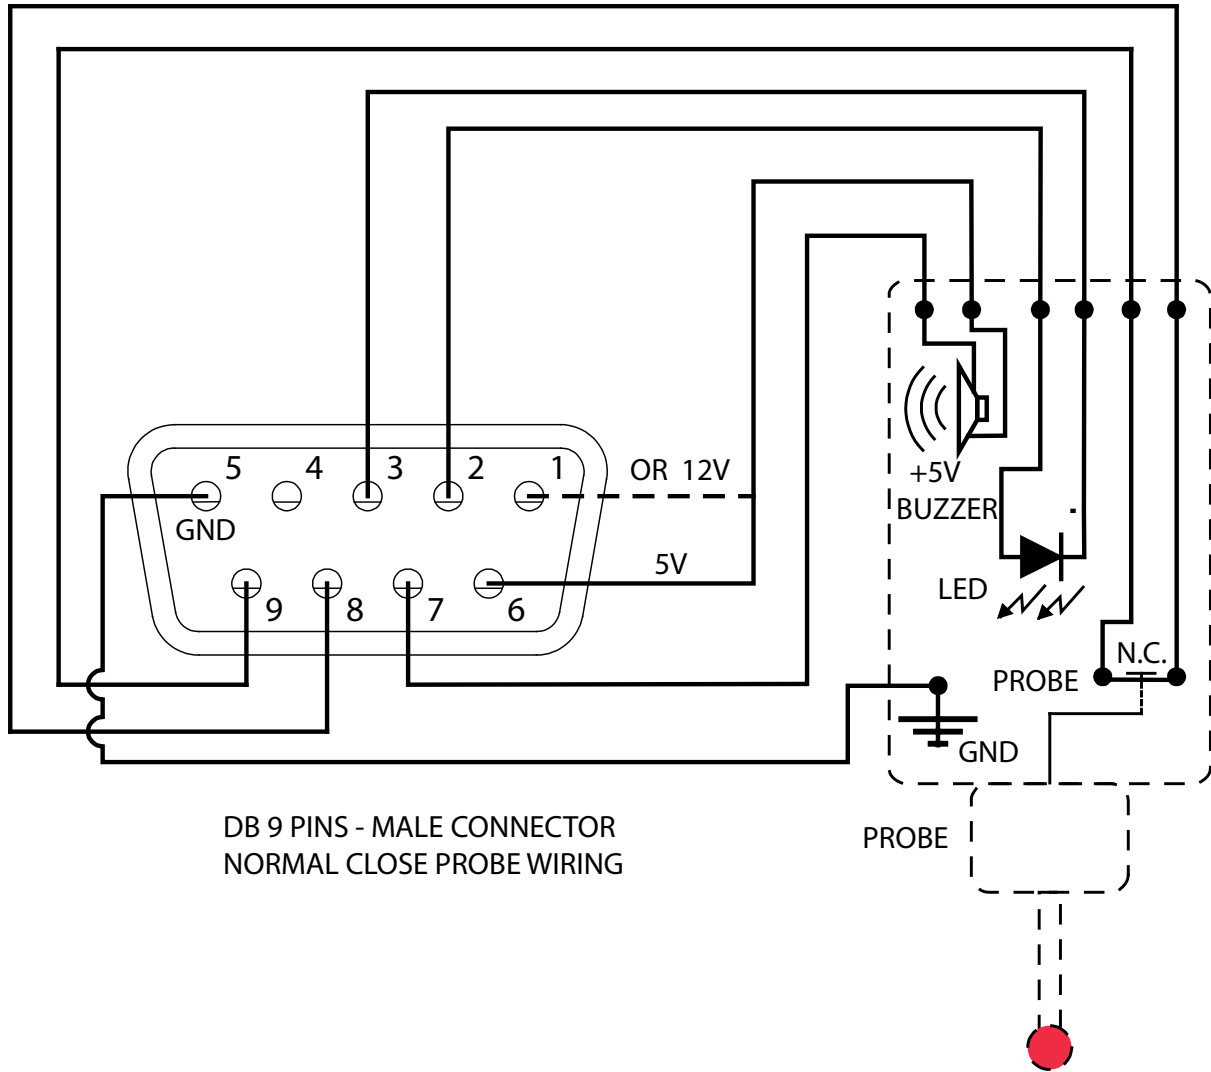 5 4 3 2 1 OR 12V
GND
9 8 7 6 5V
+5V
BUZZER
LED
N.C.
PROBE
GND
DB 9 PINS - MALE CONNECTOR
NORMAL CLOSE PROBE WIRING
PROBE